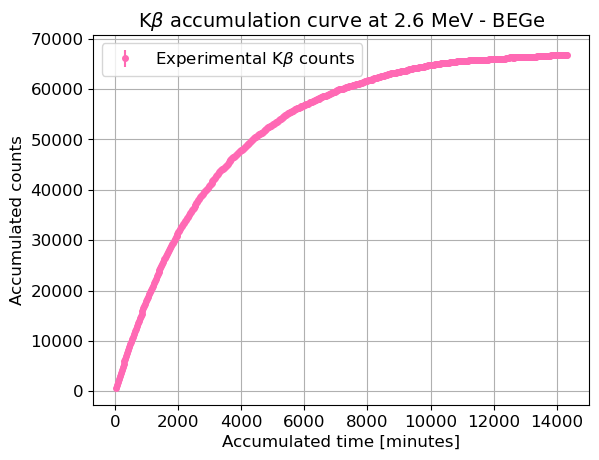 Kβ accumulation curve at 2.6 MeV - BEGe
Experimental Kβ counts
Accumulated counts
70000
60000
50000
40000
30000
20000
10000
0
0 2000 4000 6000 8000 10000 12000 14000
Accumulated time [minutes]